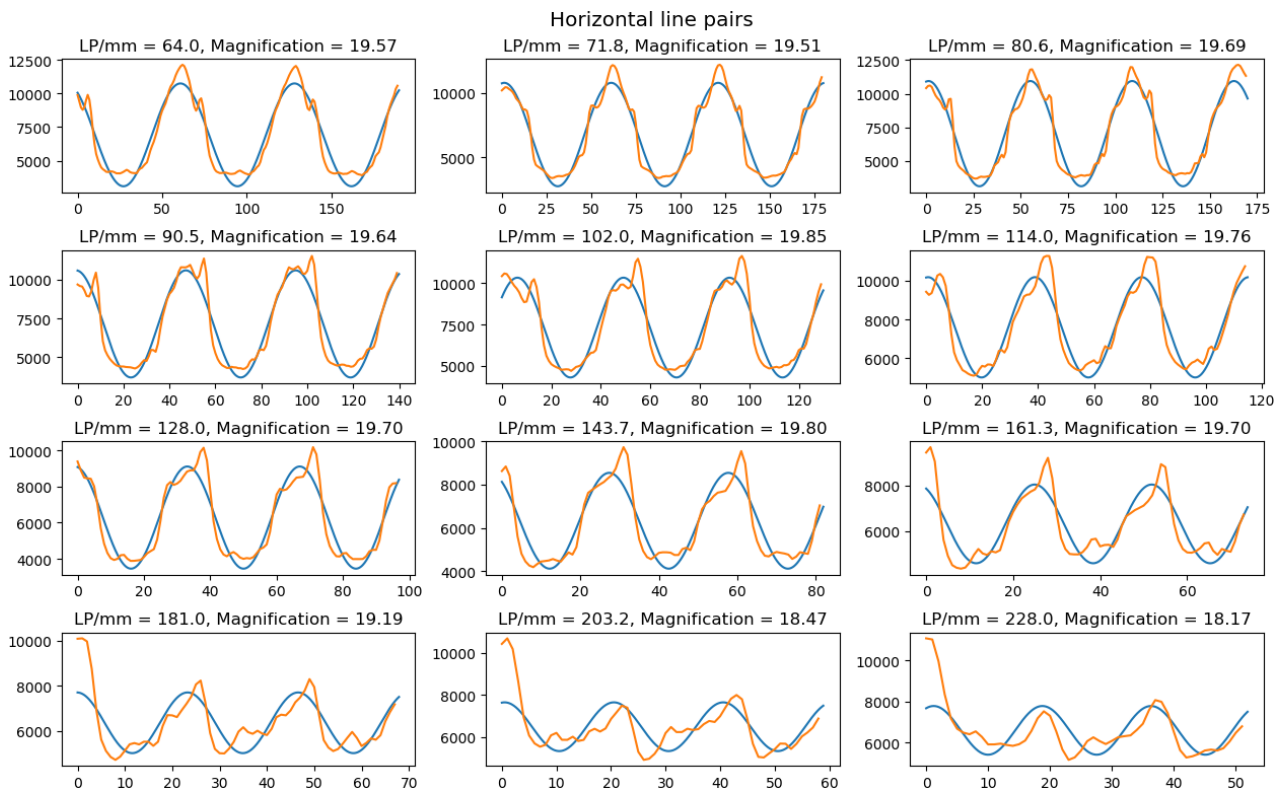 Horizontal line pairs
LP/mm = 64.0, Magnification = 19.57
12500
10000
7500
5000
0 50 100 150
LP/mm = 71.8, Magnification = 19.51
10000
5000
0 25 50 75 100 125 150 175
LP/mm = 80.6, Magnification = 19.69
12500
10000
7500
5000
0 25 50 75 100 125 150 175
LP/mm = 90.5, Magnification = 19.64
10000
7500
5000
0 20 40 60 80 100 120 140
LP/mm = 102.0, Magnification = 19.85
10000
7500
5000
0 20 40 60 80 100 120
LP/mm = 114.0, Magnification = 19.76
10000
8000
6000
0 20 40 60 80 100 120
LP/mm = 128.0, Magnification = 19.70
10000
8000
6000
4000
0 20 40 60 80 100
LP/mm = 143.7, Magnification = 19.80
10000
8000
6000
4000
0 20 40 60 80
LP/mm = 161.3, Magnification = 19.70
8000
6000
0 20 40 60
LP/mm = 181.0, Magnification = 19.19
10000
8000
6000
0 10 20 30 40 50 60 70
LP/mm = 203.2, Magnification = 18.47
10000
8000
6000
0 10 20 30 40 50 60
LP/mm = 228.0, Magnification = 18.17
10000
8000
6000
0 10 20 30 40 50